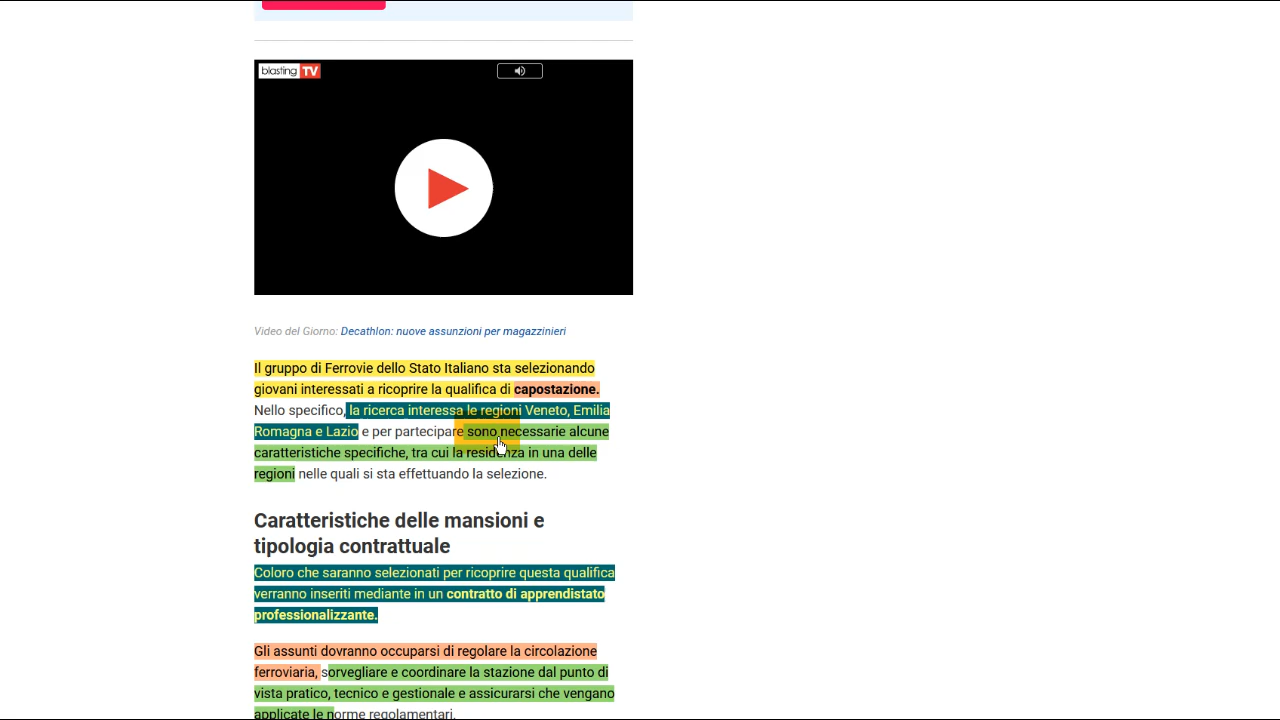 blasting TV
Video del Giorno: Decathlon: nuove assunzioni per magazzinieri
Il gruppo di Ferrovie dello Stato Italiano sta selezionando
giovani interessati a ricoprire la qualifica di capostazione.
Nello specifico, la ricerca interessa le regioni Veneto, Emilia
Romagna e Lazio e per partecipare sono necessarie alcune
caratteristiche specifiche, tra cui la residenza in una delle
regioni nelle quali si sta effettuando la selezione.
Caratteristiche delle mansioni e
tipologia contrattuale
Coloro che saranno selezionati per ricoprire questa qualifica
verranno inseriti mediante in un contratto di apprendistato
professionalizzante.
Gli assunti dovranno occuparsi di regolare la circolazione
ferroviaria, sorvegliare e coordinare la stazione dal punto di
vista pratico, tecnico e gestionale e assicurarsi che vengano
applicate le norme regolamentari.